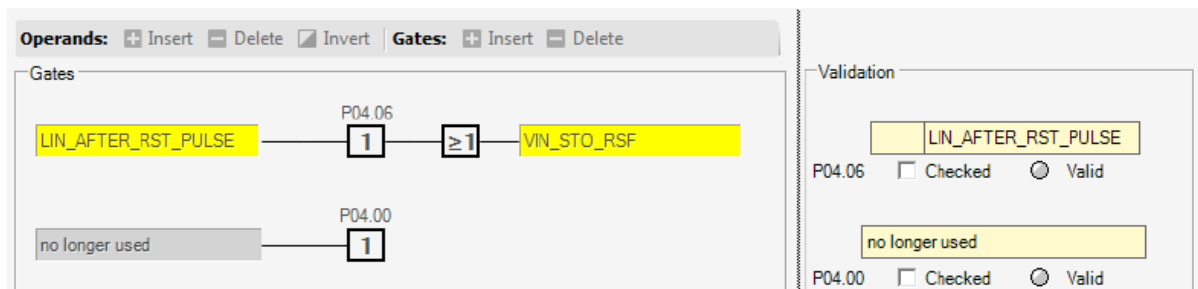 Operands: Insert Delete Invert Gates: Insert Delete
Gates
P04.06
LIN_AFTER_RST_PULSE 1 ≥1 VIN_STO_RSF
P04.00
no longer used 1
Validation
LIN_AFTER_RST_PULSE
P04.06 Checked Valid
no longer used
P04.00 Checked Valid